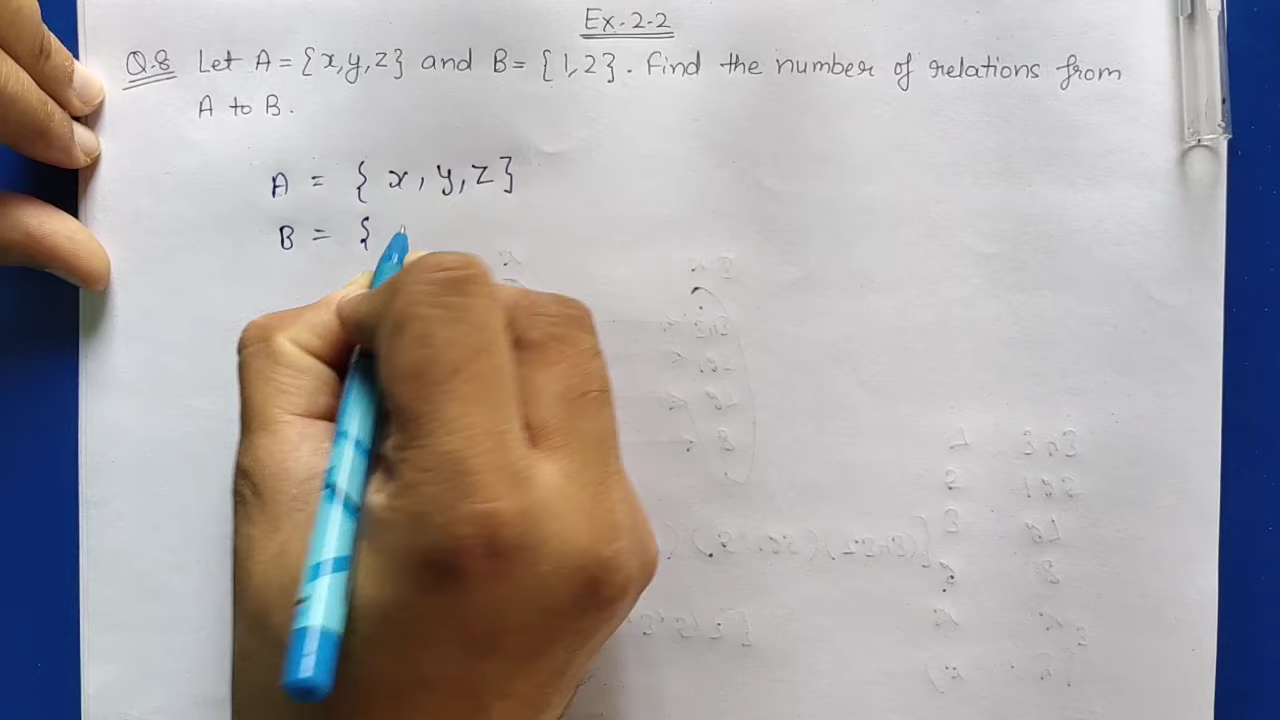 Ex. 2.2
Q.8 Let A = {x,y,z} and B = {1,2}. Find the number of relations from
A to B.
A = { x, y, z }
B = {